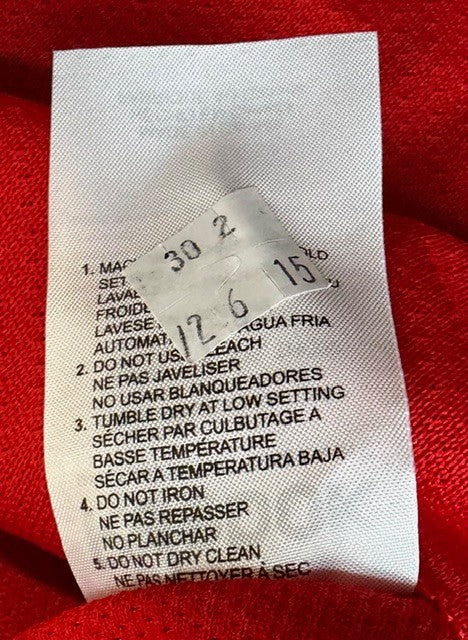 30 2
12 6 15
1. MAC
SET
LAVA
FROIDE
LAVESE
AUTOMAT AGUA FRIA
2. DO NOT US LEACH
NE PAS JAVELISER
NO USAR BLANQUEADORES
3. TUMBLE DRY AT LOW SETTING
SÉCHER PAR CULBUTAGE A
BASSE TEMPÉRATURE
SÉCAR A TEMPERATURA BAJA
4. DO NOT IRON
NE PAS REPASSER
NO PLANCHAR
5. DO NOT DRY CLEAN
NE PAS NETTOYER À SEC